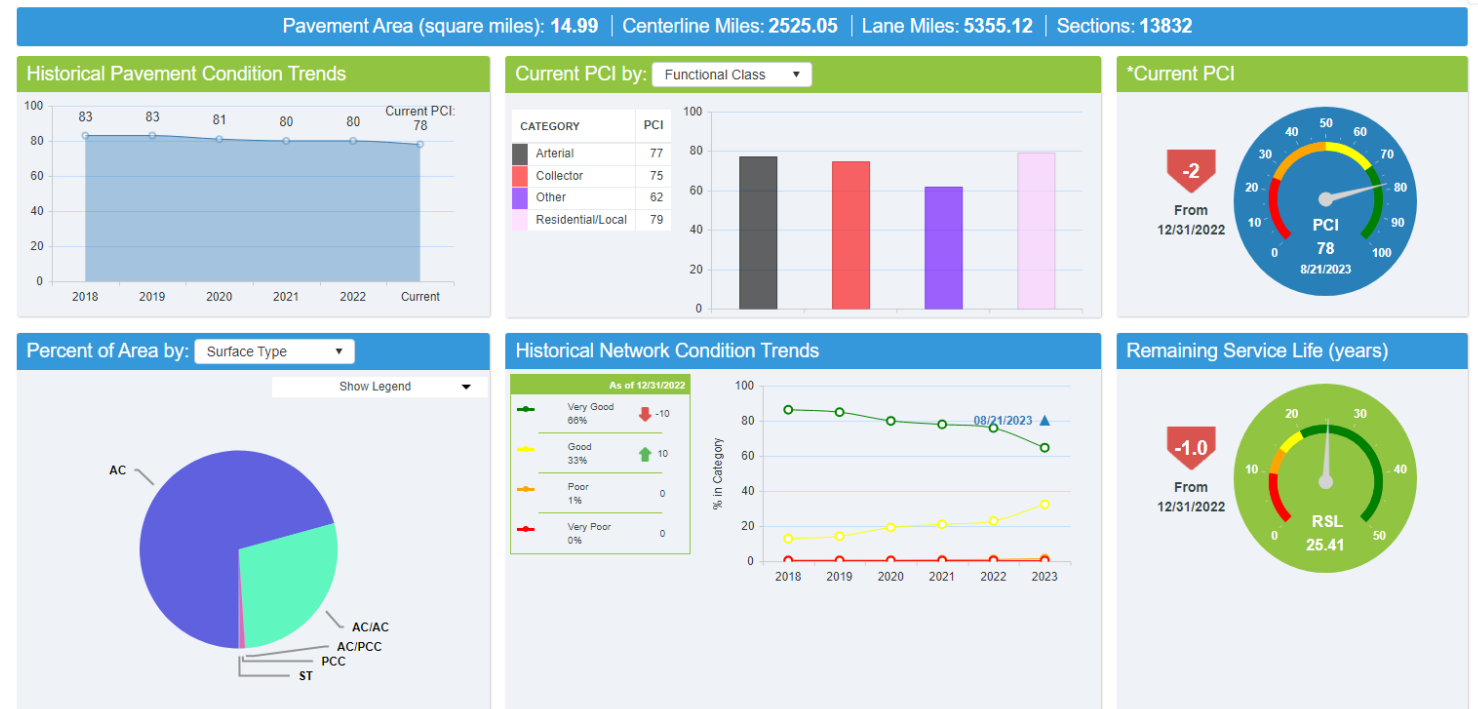 Pavement Area (square miles): 14.99 | Centerline Miles: 2525.05 | Lane Miles: 5355.12 | Sections: 13832
Historical Pavement Condition Trends
100
80
60
40
20
0
83
83
81
80
80
Current PCI:
78
2018
2019
2020
2021
2022
Current
Current PCI by: Functional Class ▼
CATEGORY PCI
Arterial 77
Collector 75
Other 62
Residential/Local 79
100
80
60
40
20
0
*Current PCI
-2
From
12/31/2022
0
10
20
30
40
50
60
70
80
90
100
PCI
78
8/21/2023
Percent of Area by: Surface Type ▼
Show Legend
AC
AC/AC
AC/PCC
PCC
ST
Historical Network Condition Trends
As of 12/31/2022
Very Good
66%
-10
Good
33%
10
Poor
1%
0
Very Poor
0%
0
% in Category
100
80
60
40
20
0
08/21/2023
2018
2019
2020
2021
2022
2023
Remaining Service Life (years)
-1.0
From
12/31/2022
0
10
20
30
40
50
RSL
25.41